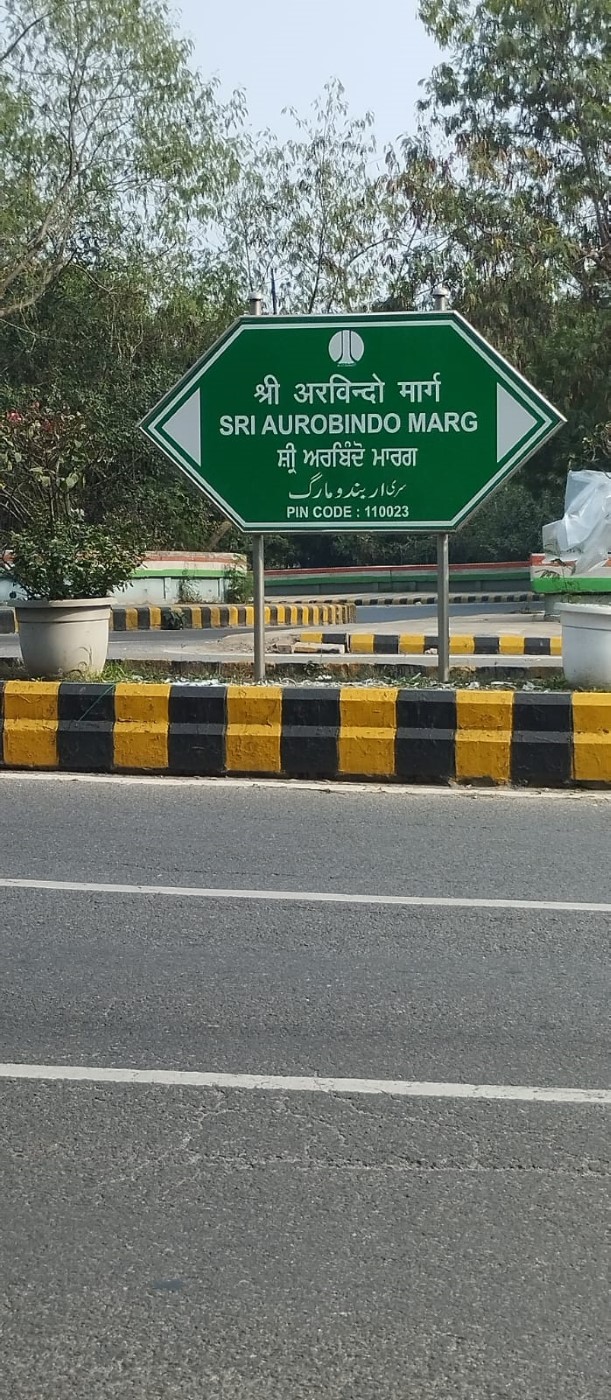 श्री अरविन्दो मार्ग
SRI AUROBINDO MARG
ਸ਼੍ਰੀ ਅਰਬਿੰਦੋ ਮਾਰਗ
سری اربندو مارگ
PIN CODE : 110023